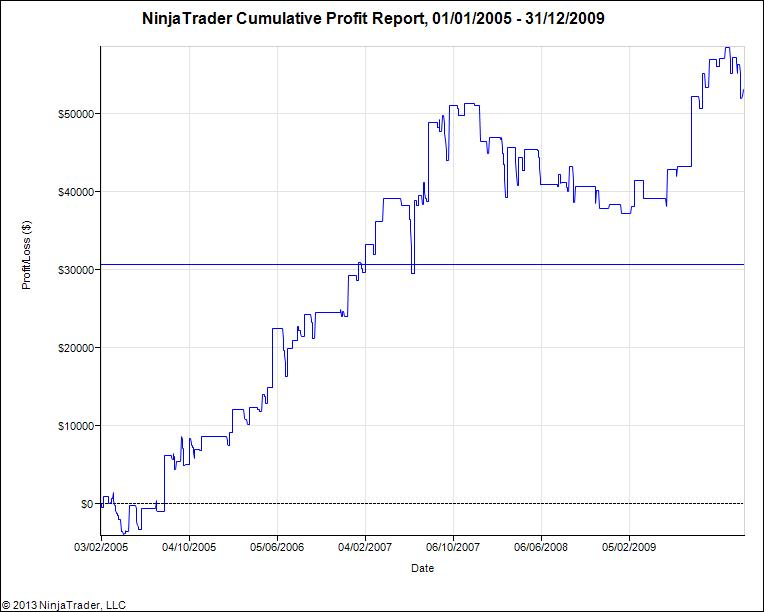 NinjaTrader Cumulative Profit Report, 01/01/2005 - 31/12/2009
$50000
$40000
$30000
$20000
$10000
$0
Profit/Loss ($)
03/02/2005 04/10/2005 05/06/2006 04/02/2007 06/10/2007 06/06/2008 05/02/2009
Date
© 2013 NinjaTrader, LLC